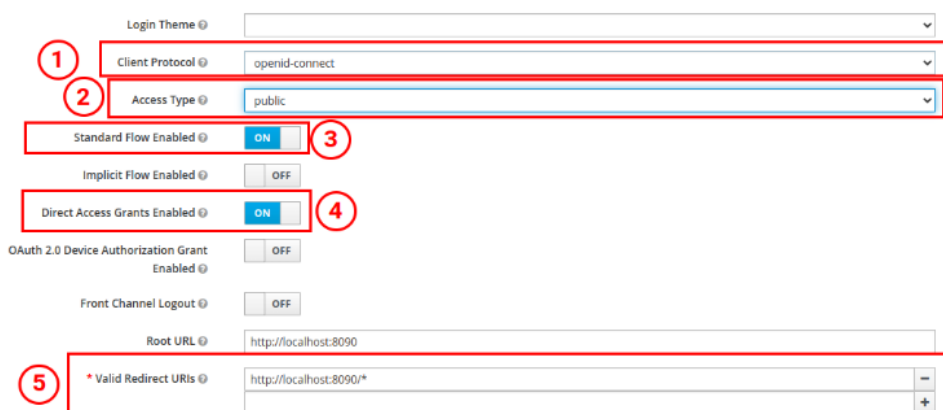 Login Theme
1
Client Protocol openid-connect
2
Access Type public
Standard Flow Enabled ON 3
Implicit Flow Enabled OFF
Direct Access Grants Enabled ON 4
OAuth 2.0 Device Authorization Grant OFF
Enabled
Front Channel Logout OFF
Root URL http://localhost:8090
5
* Valid Redirect URIs http://localhost:8090/* −
+